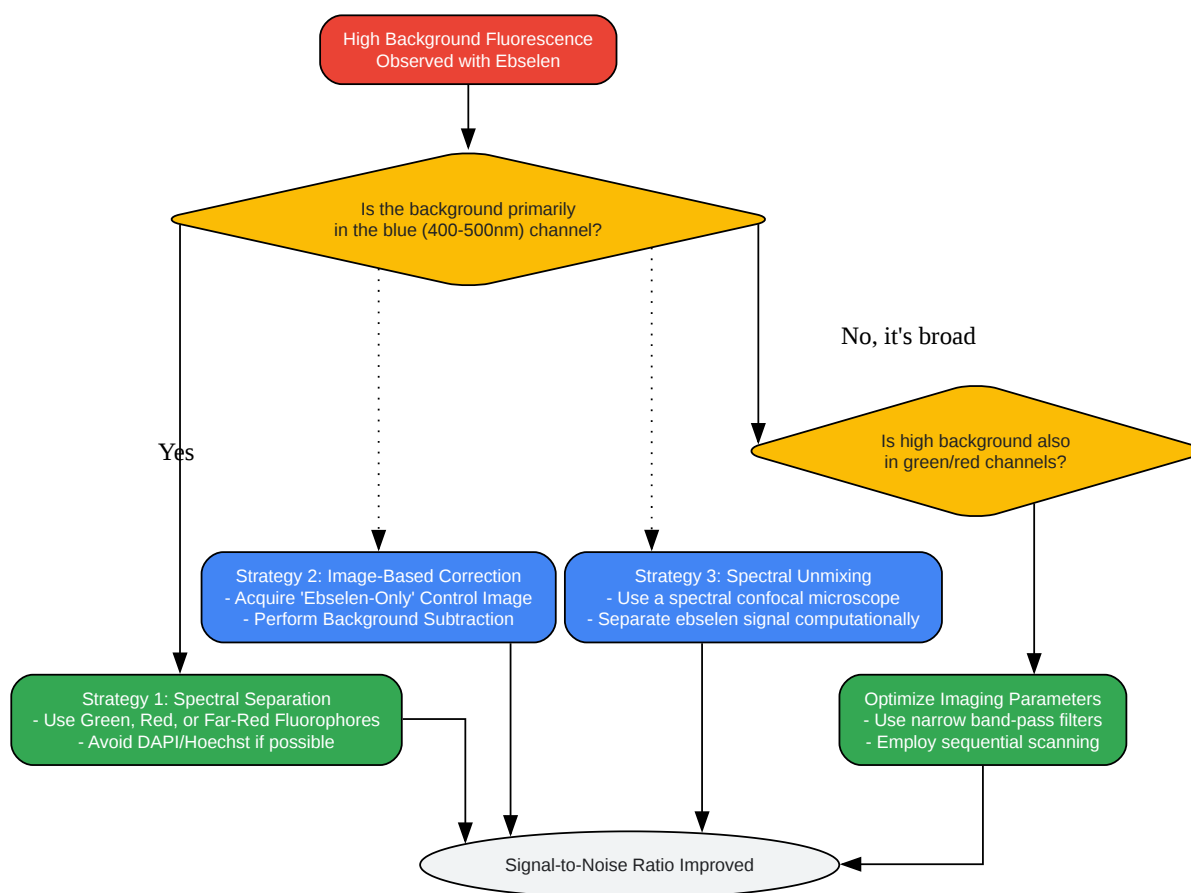 High Background Fluorescence
Observed with Ebselen
Is the background primarily
in the blue (400-500nm) channel?
No, it's broad
Yes
Is high background also
in green/red channels?
Strategy 2: Image-Based Correction
- Acquire 'Ebselen-Only' Control Image
- Perform Background Subtraction
Strategy 3: Spectral Unmixing
- Use a spectral confocal microscope
- Separate ebselen signal computationally
Strategy 1: Spectral Separation
- Use Green, Red, or Far-Red Fluorophores
- Avoid DAPI/Hoechst if possible
Optimize Imaging Parameters
- Use narrow band-pass filters
- Employ sequential scanning
Signal-to-Noise Ratio Improved